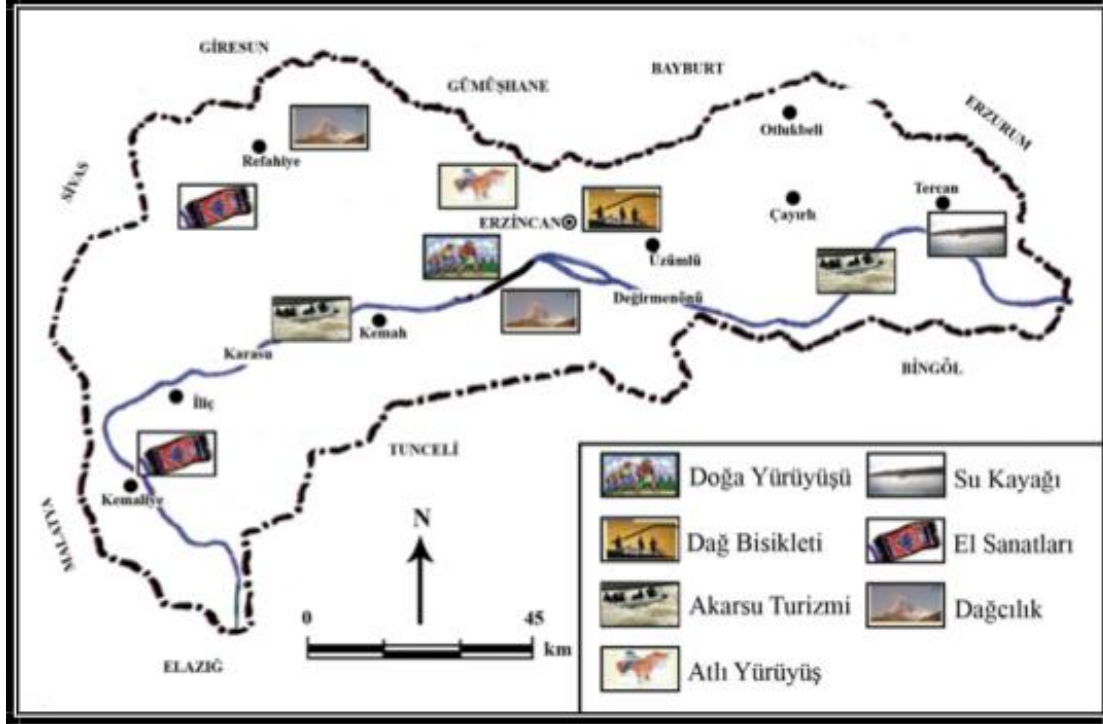 GİRESUN
GÜMÜŞHANE
BAYBURT
ERZURUM
SİVAS
Refahiye
Otlukbeli
Tercan
Çayırlı
ERZİNCAN
Üzümlü
Değirmenönü
Kemah
Karasu
İliç
BİNGÖL
TUNCELİ
Kemaliye
MALATYA
ELAZIĞ
N
0 45
km
Doğa Yürüyüşü
Su Kayağı
Dağ Bisikleti
El Sanatları
Akarsu Turizmi
Dağcılık
Atlı Yürüyüş